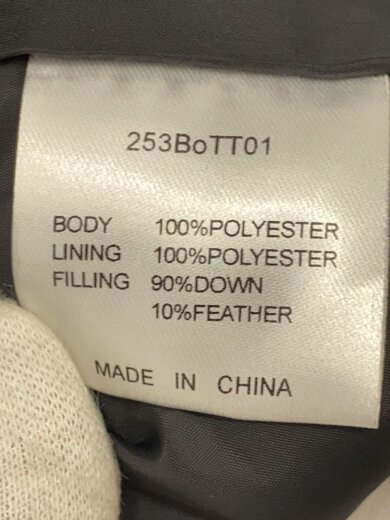 253BoTT01
BODY 100%POLYESTER
LINING 100%POLYESTER
FILLING 90%DOWN
10%FEATHER
MADE IN CHINA